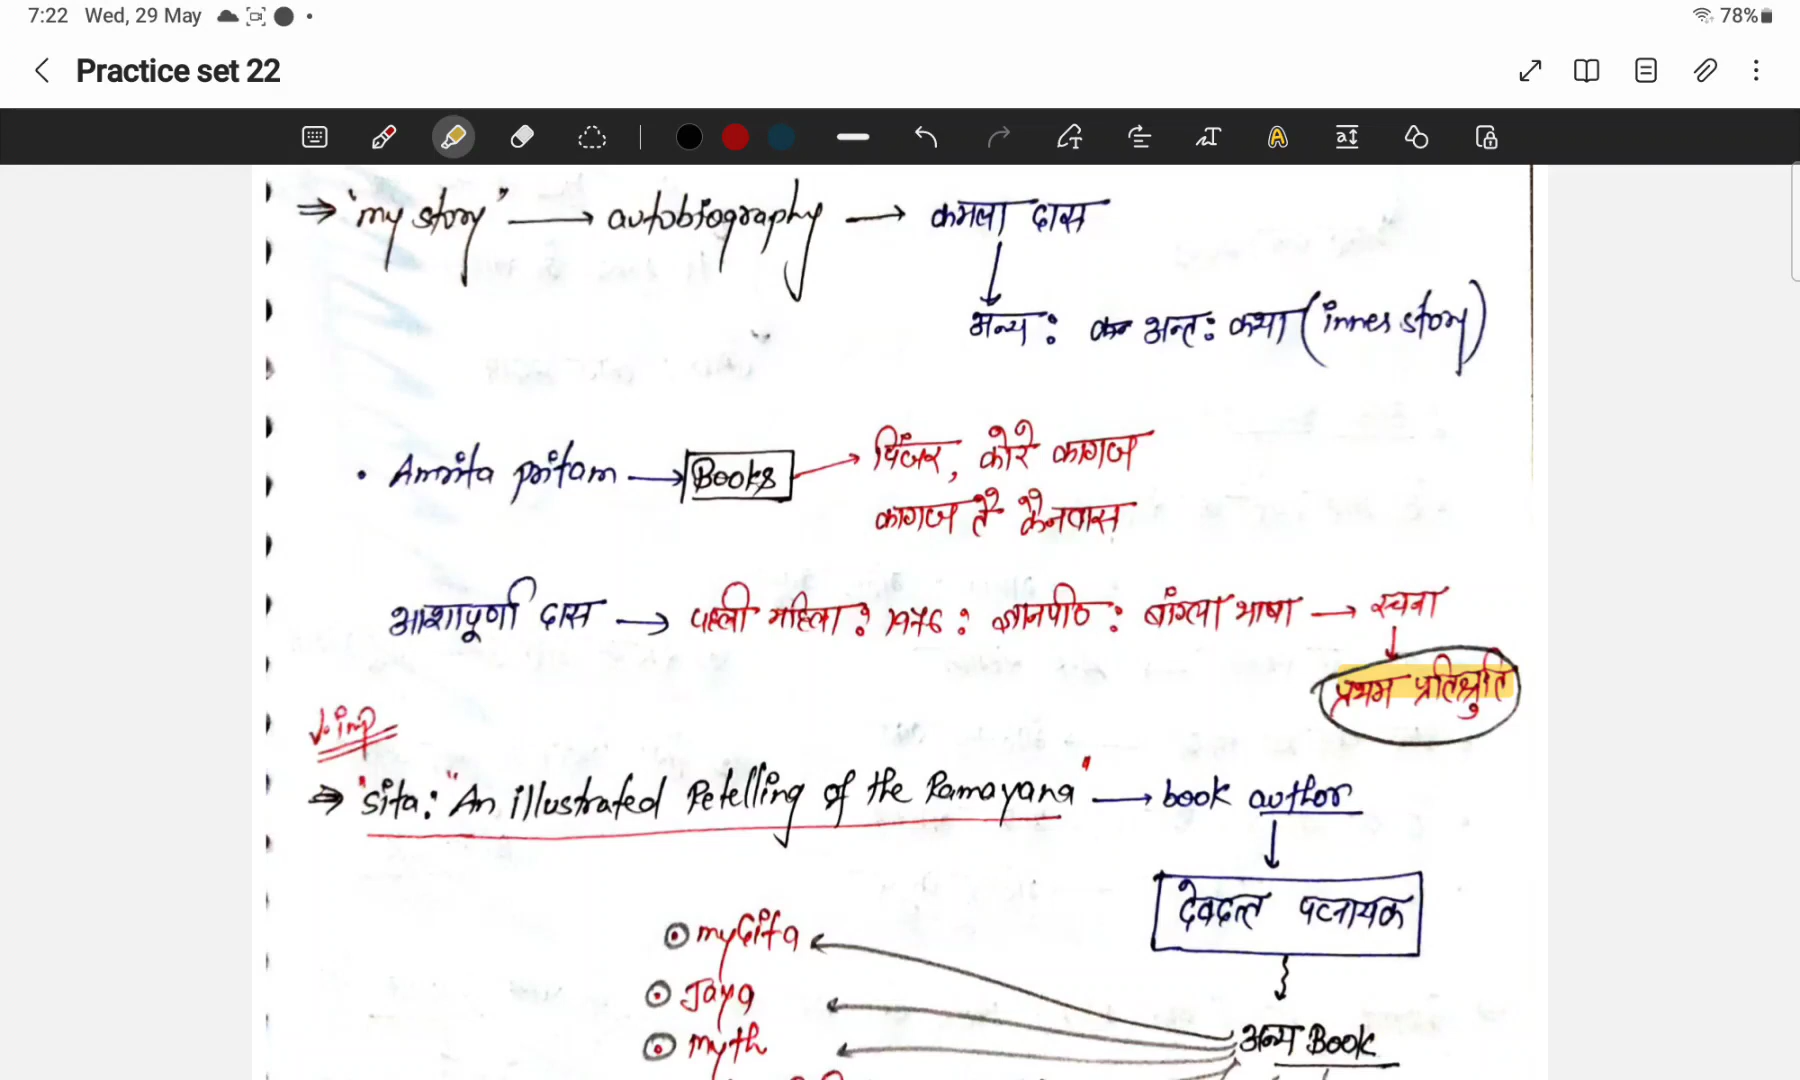 7:22 Wed, 29 May 78%
Practice set 22
⇒ "my story" → autobiography → कमला दास
अन्य: अन्त: कथा (inner story)
• Amrita pritam → Books → पिंजर, कोरे कागज
कागज ते कैनवास
आशापूर्णा दास → पहली महिला: 1976: ज्ञानपीठ: बांग्ला भाषा → रचना
प्रथम प्रतिश्रुति
v.imp
⇒ "sita:" An illustrated Retelling of the Ramayana" → book author
देवदत्त पटनायक
my Gita
Jaya
myth
अन्य Book